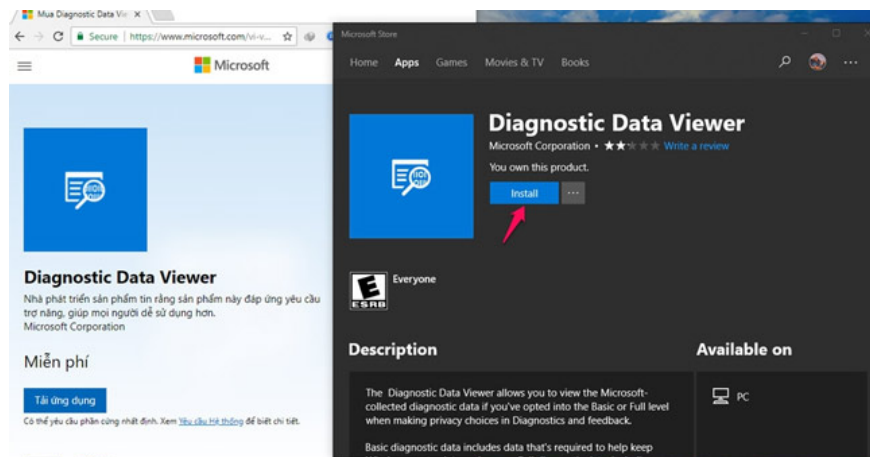 Mua Diagnostic Data Vie
Secure | https://www.microsoft.com/vi-v...
Microsoft
Diagnostic Data Viewer
Nhà phát triển sản phẩm tin rằng sản phẩm này đáp ứng yêu cầu
trợ năng, giúp mọi người dễ sử dụng hơn.
Microsoft Corporation
Miễn phí
Tải ứng dụng
Có thể yêu cầu phần cứng nhất định. Xem Yêu cầu Hệ thống để biết chi tiết.
Microsoft Store
Home Apps Games Movies & TV Books
Diagnostic Data Viewer
Microsoft Corporation • Write a review
You own this product.
Install
E
ESRB
Everyone
Description
The Diagnostic Data Viewer allows you to view the Microsoft-
collected diagnostic data if you've opted into the Basic or Full level
when making privacy choices in Diagnostics and feedback.
Basic diagnostic data includes data that's required to help keep
Available on
PC